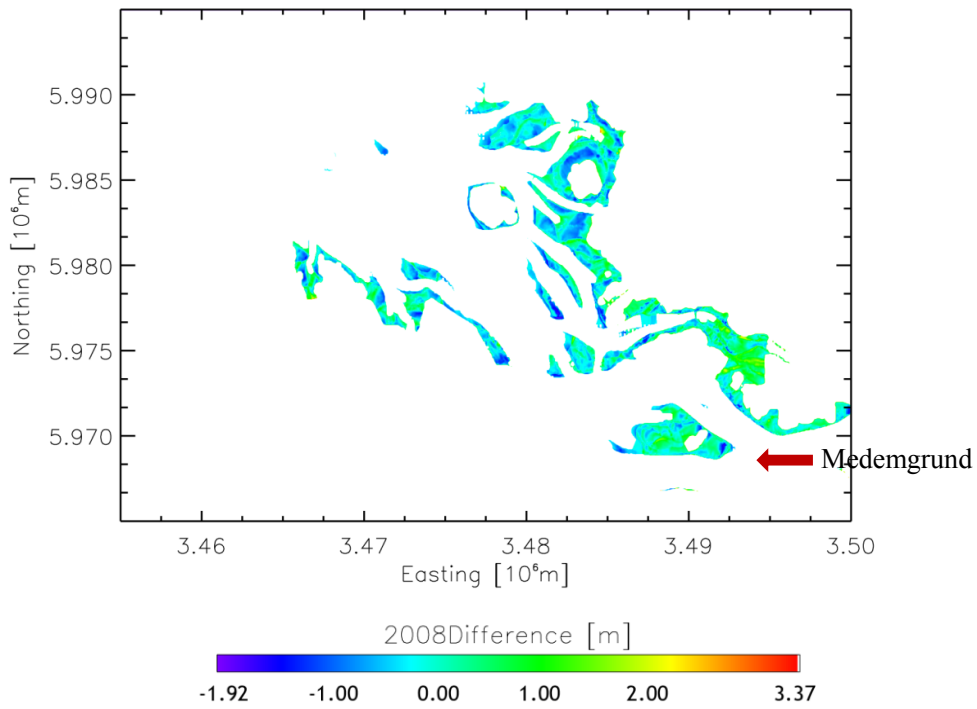 5.990
5.985
5.980
5.975
5.970
Northing [10⁶m]
Medemgrund
3.46 3.47 3.48 3.49 3.50
Easting [10⁶m]
2008Difference [m]
-1.92 -1.00 0.00 1.00 2.00 3.37